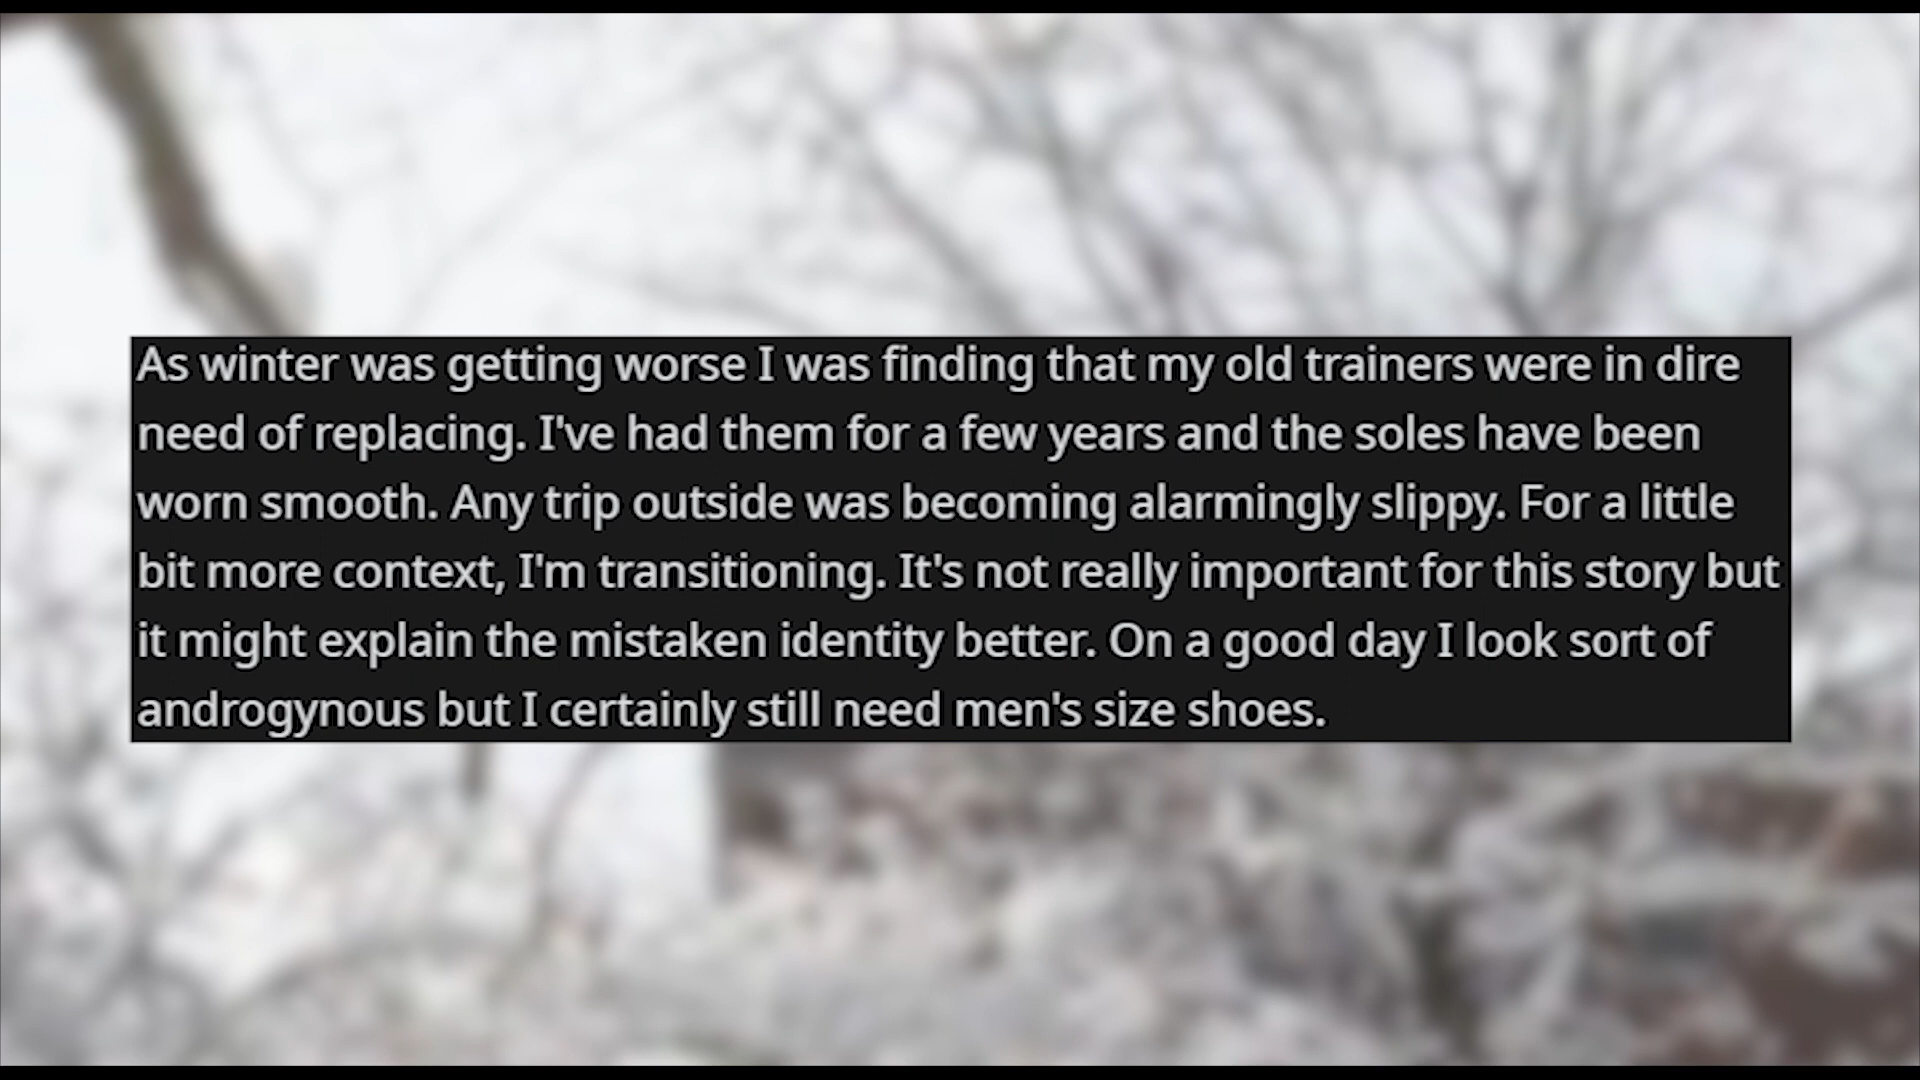 As winter was getting worse I was finding that my old trainers were in dire
need of replacing. I've had them for a few years and the soles have been
worn smooth. Any trip outside was becoming alarmingly slippy. For a little
bit more context, I'm transitioning. It's not really important for this story but
it might explain the mistaken identity better. On a good day I look sort of
androgynous but I certainly still need men's size shoes.